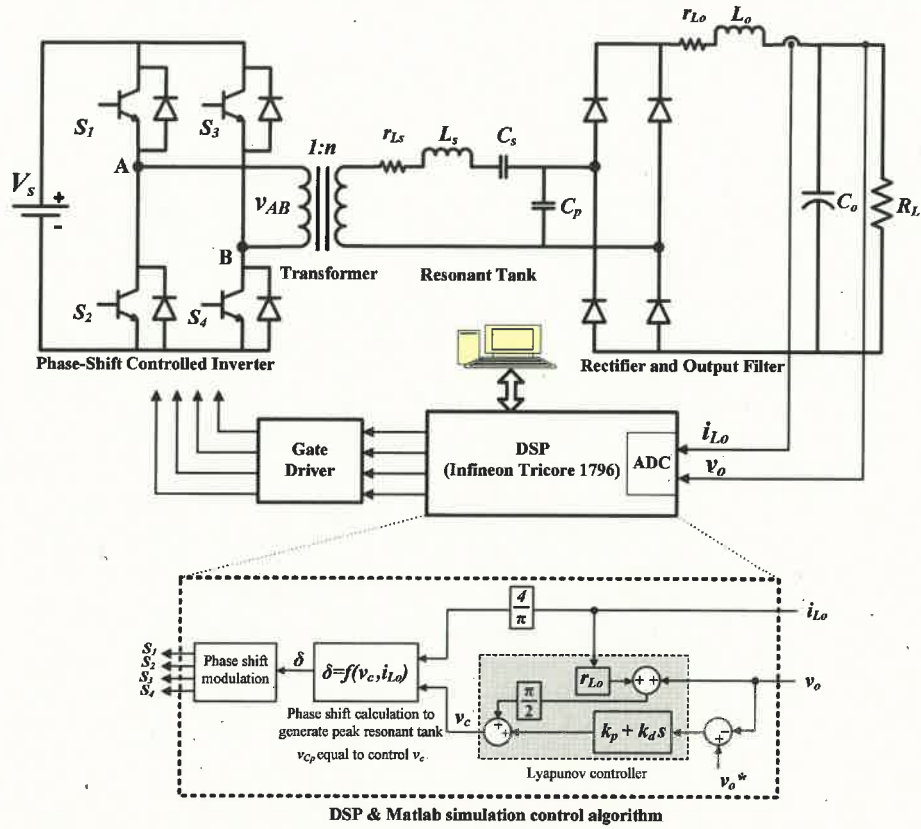 r_Lo L_o
S_1 S_3
1:n r_Ls L_s C_s
A
V_s + v_AB C_p C_o R_L
-
B
Transformer Resonant Tank
S_2 S_4
Phase-Shift Controlled Inverter Rectifier and Output Filter
Gate
Driver
DSP
(Infineon Tricore 1796)
ADC
i_Lo
v_o
4
π
i_Lo
S_1
S_2
S_3
S_4
Phase shift
modulation
δ
δ=f(v_c,i_Lo)
r_Lo
+ +
v_o
π
2
v_c
+
+
k_p + k_d s
-
+
Phase shift calculation to
generate peak resonant tank
v_Cp equal to control v_c
Lyapunov controller
v_o*
DSP & Matlab simulation control algorithm